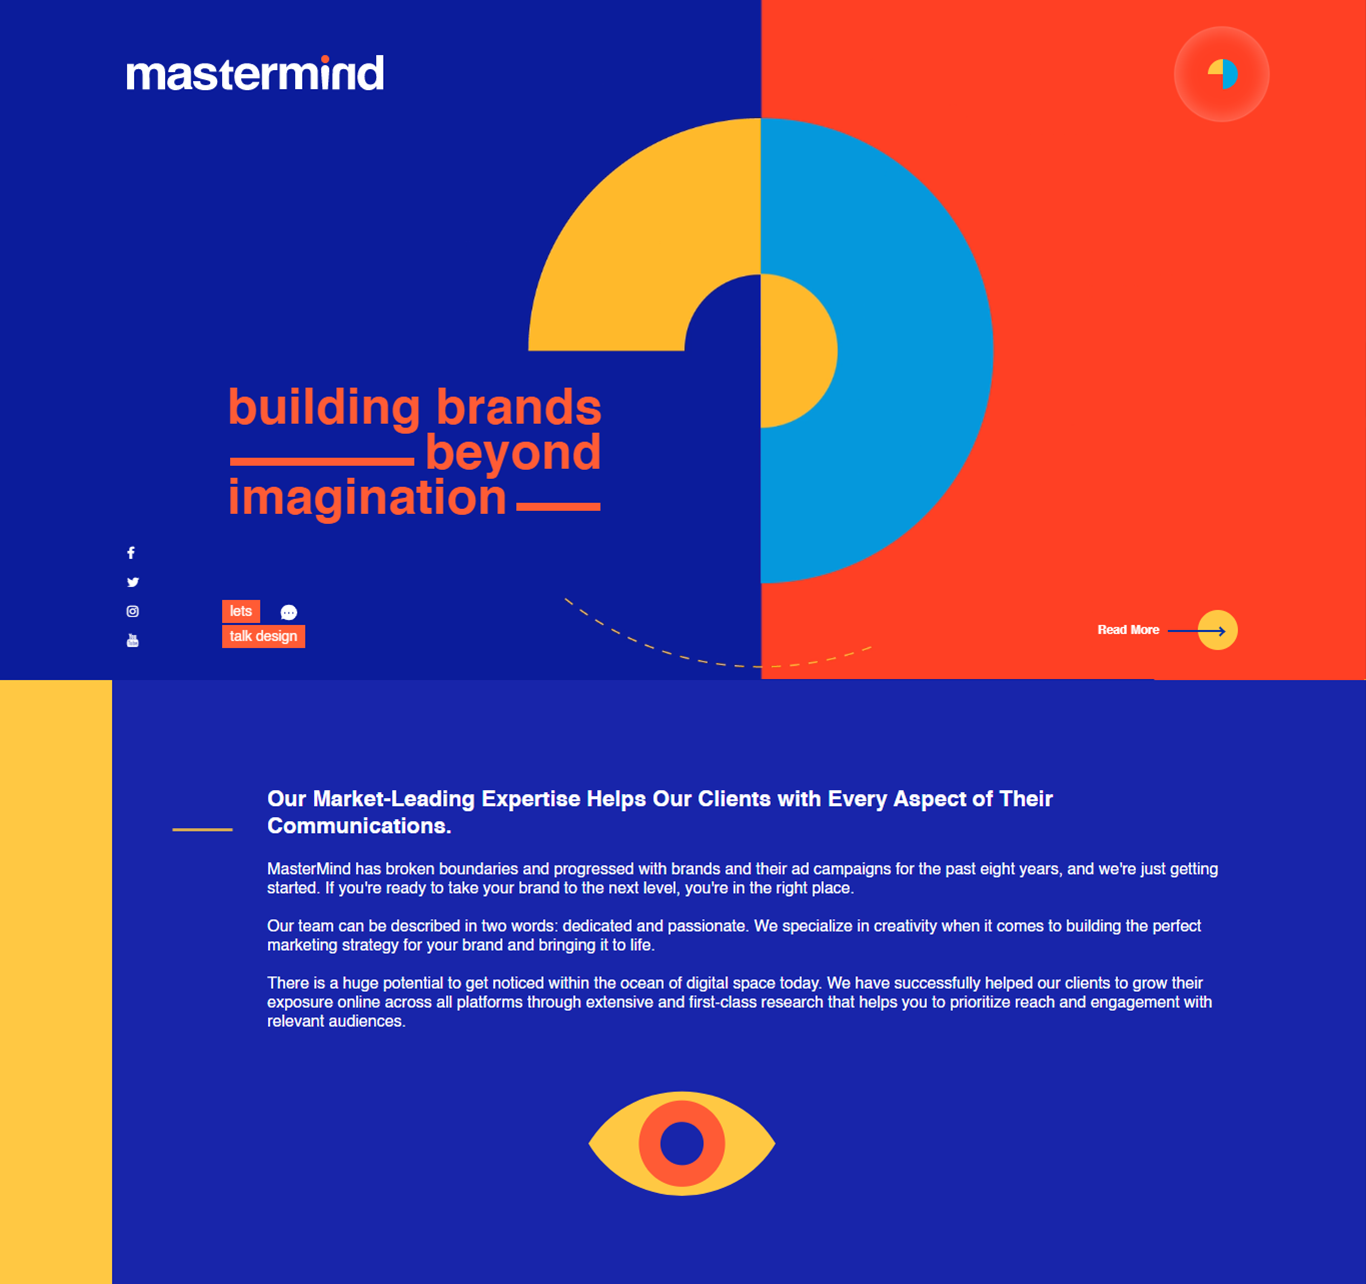 mastermind
building brands
beyond
imagination
lets
talk design
Read More
Our Market-Leading Expertise Helps Our Clients with Every Aspect of Their
Communications.
MasterMind has broken boundaries and progressed with brands and their ad campaigns for the past eight years, and we're just getting
started. If you're ready to take your brand to the next level, you're in the right place.
Our team can be described in two words: dedicated and passionate. We specialize in creativity when it comes to building the perfect
marketing strategy for your brand and bringing it to life.
There is a huge potential to get noticed within the ocean of digital space today. We have successfully helped our clients to grow their
exposure online across all platforms through extensive and first-class research that helps you to prioritize reach and engagement with
relevant audiences.